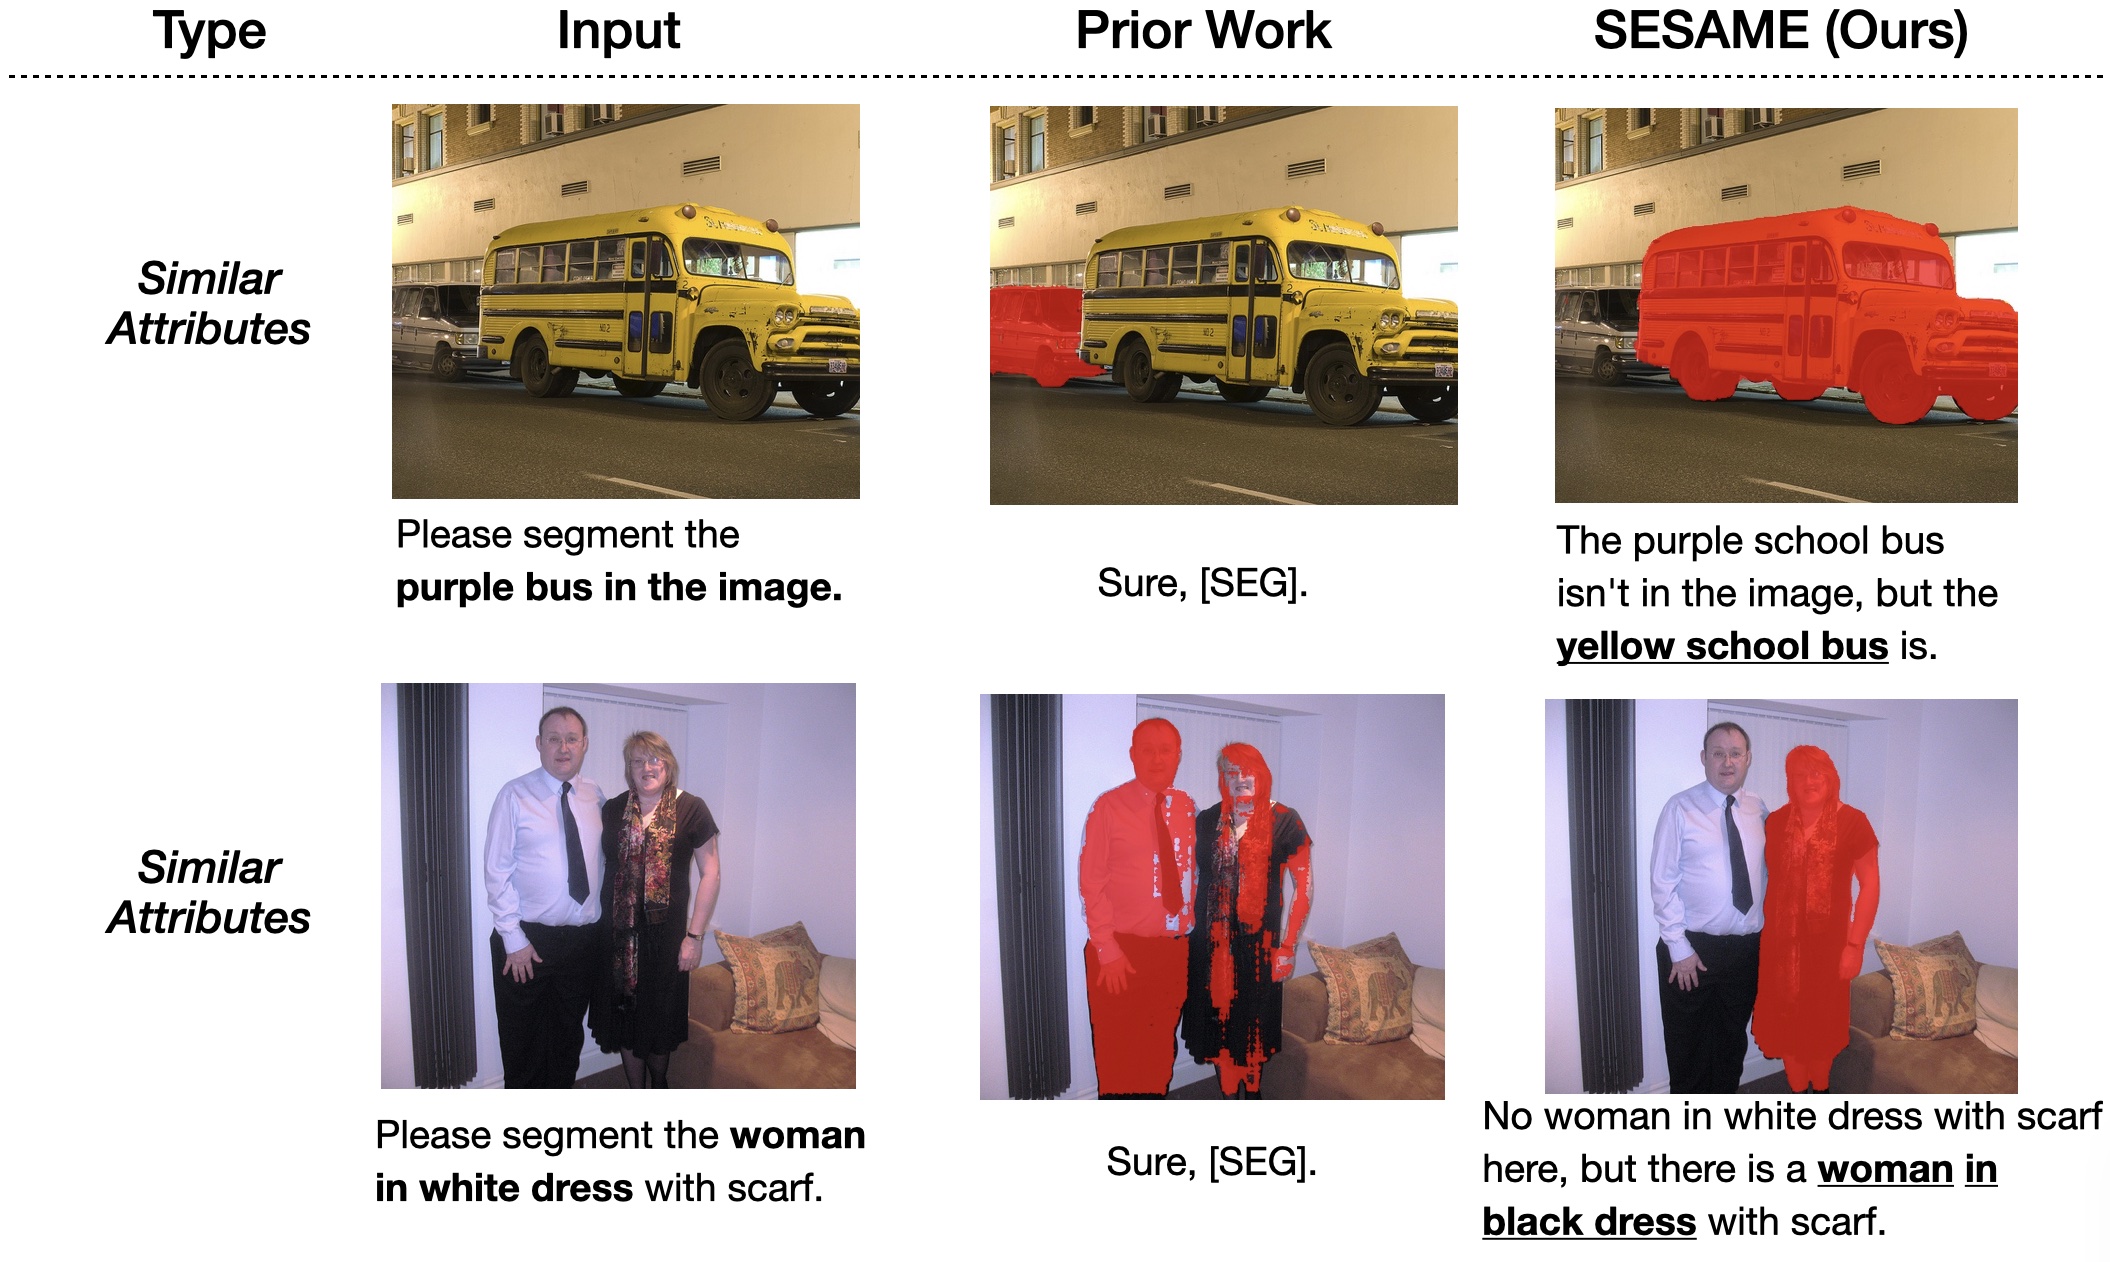 Type Input Prior Work SESAME (Ours)
Similar
Attributes
Please segment the
purple bus in the image.
Sure, [SEG].
The purple school bus
isn't in the image, but the
yellow school bus is.
Similar
Attributes
Please segment the woman
in white dress with scarf.
Sure, [SEG].
No woman in white dress with scarf
here, but there is a woman in
black dress with scarf.